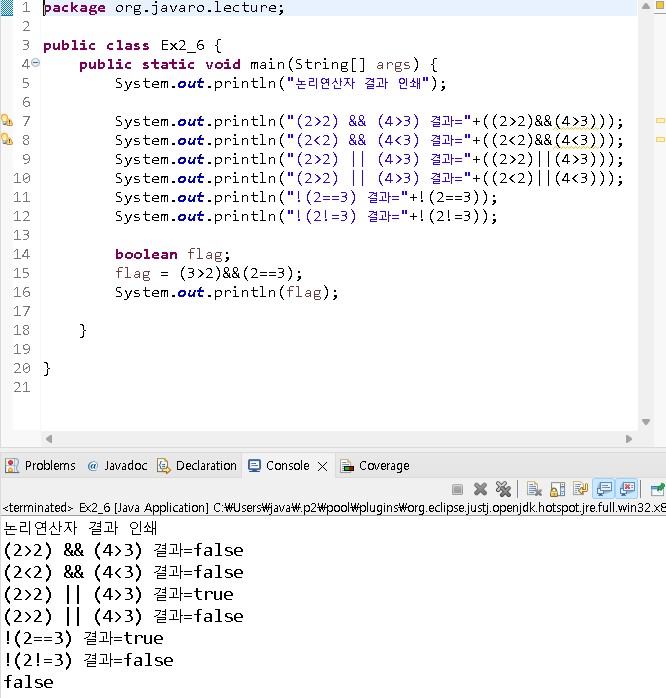 1 package org.javaro.lecture;
2
3 public class Ex2_6 {
4     public static void main(String[] args) {
5         System.out.println("논리연산자 결과 인쇄");
6
7         System.out.println("(2>2) && (4>3) 결과="+((2>2)&&(4>3)));
8         System.out.println("(2<2) && (4<3) 결과="+((2<2)&&(4<3)));
9         System.out.println("(2>2) || (4>3) 결과="+((2>2)||(4>3)));
10         System.out.println("(2>2) || (4>3) 결과="+((2<2)||(4<3)));
11         System.out.println("!(2==3) 결과="+!(2==3));
12         System.out.println("!(2!=3) 결과="+!(2!=3));
13
14         boolean flag;
15         flag = (3>2)&&(2==3);
16         System.out.println(flag);
17
18     }
19
20 }
21
Problems @ Javadoc Declaration Console Coverage
<terminated> Ex2_6 [Java Application] C:₩Users₩java₩.p2₩pool₩plugins₩org.eclipse.justj.openjdk.hotspot.jre.full.win32.x8
논리연산자 결과 인쇄
(2>2) && (4>3) 결과=false
(2<2) && (4<3) 결과=false
(2>2) || (4>3) 결과=true
(2>2) || (4>3) 결과=false
!(2==3) 결과=true
!(2!=3) 결과=false
false